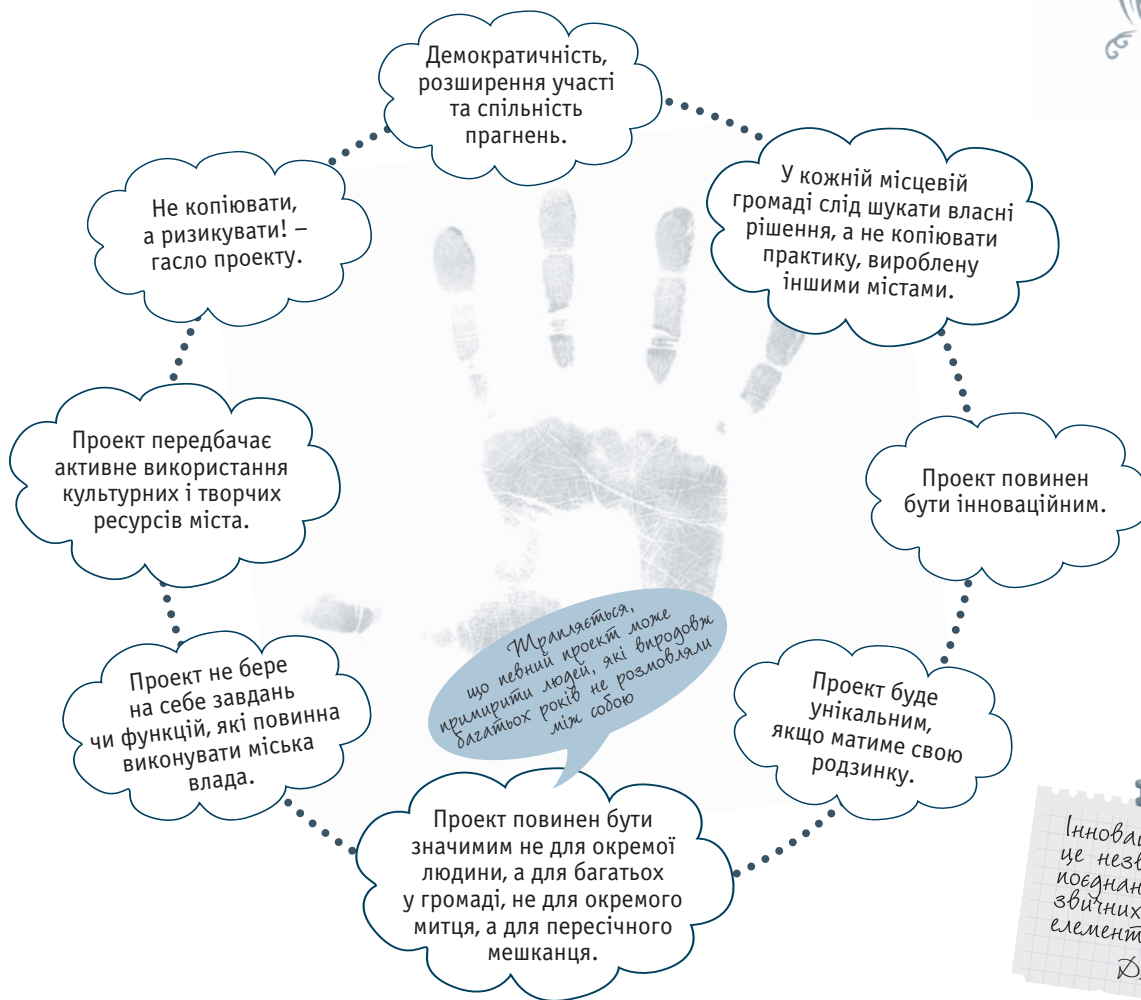 Демократичність,
розширення участі
та спільність
прагнень.
У кожній місцевій
громаді слід шукати власні
рішення, а не копіювати
практику, вироблену
іншими містами.
Проект повинен
бути інноваційним.
Проект буде
унікальним,
якщо матиме свою
родзинку.
Трапляється,
що певний проект може
примирити людей, які впродовж
багатьох років не розмовляли
між собою
Проект повинен бути
значимим не для окремої
людини, а для багатьох
у громаді, не для окремого
митця, а для пересічного
мешканця.
Проект не бере
на себе завдань
чи функцій, які повинна
виконувати міська
влада.
Проект передбачає
активне використання
культурних і творчих
ресурсів міста.
Не копіювати,
а ризикувати! –
гасло проекту.
це
звичних